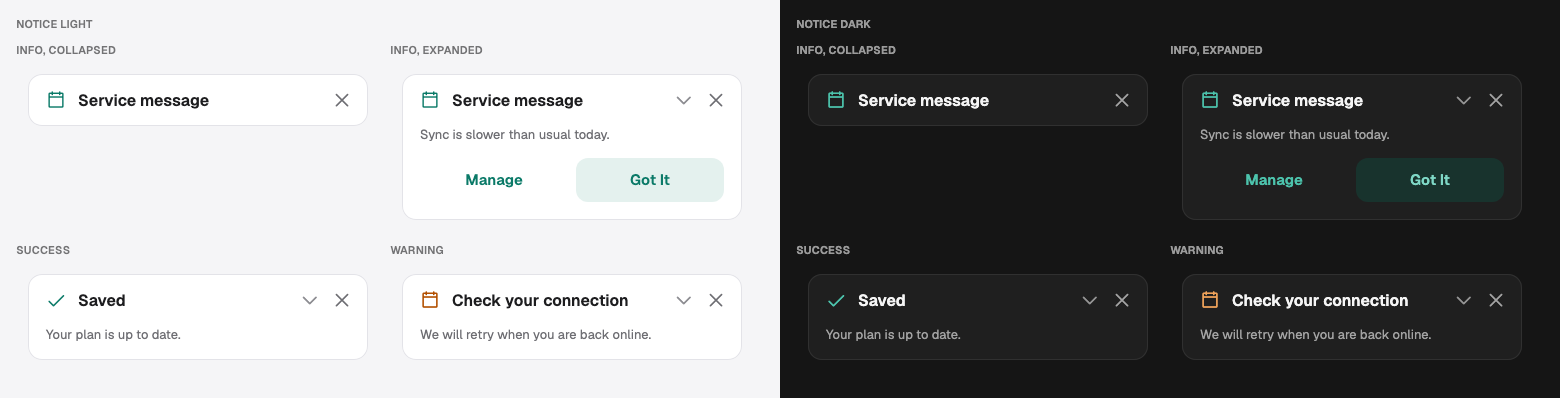 NOTICE LIGHT
INFO, COLLAPSED
INFO, EXPANDED
Service message
Service message
Sync is slower than usual today.
Manage
Got It
SUCCESS
WARNING
Saved
Check your connection
Your plan is up to date.
We will retry when you are back online.
NOTICE DARK
INFO, COLLAPSED
INFO, EXPANDED
Service message
Service message
Sync is slower than usual today.
Manage
Got It
SUCCESS
WARNING
Saved
Check your connection
Your plan is up to date.
We will retry when you are back online.